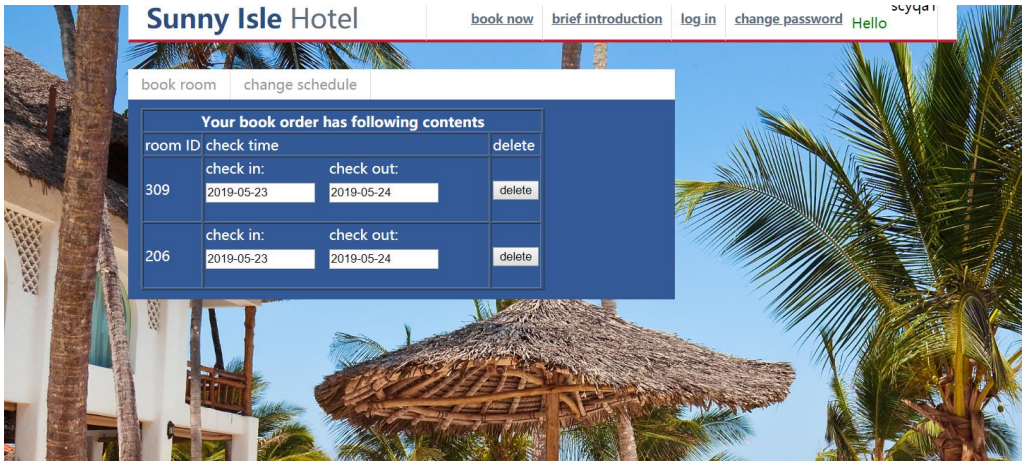 Sunny Isle Hotel
book now brief introduction log in change password Hello scyqa1
book room change schedule
Your book order has following contents
room ID check time delete
check in: check out:
309 2019-05-23 2019-05-24 delete
check in: check out:
206 2019-05-23 2019-05-24 delete